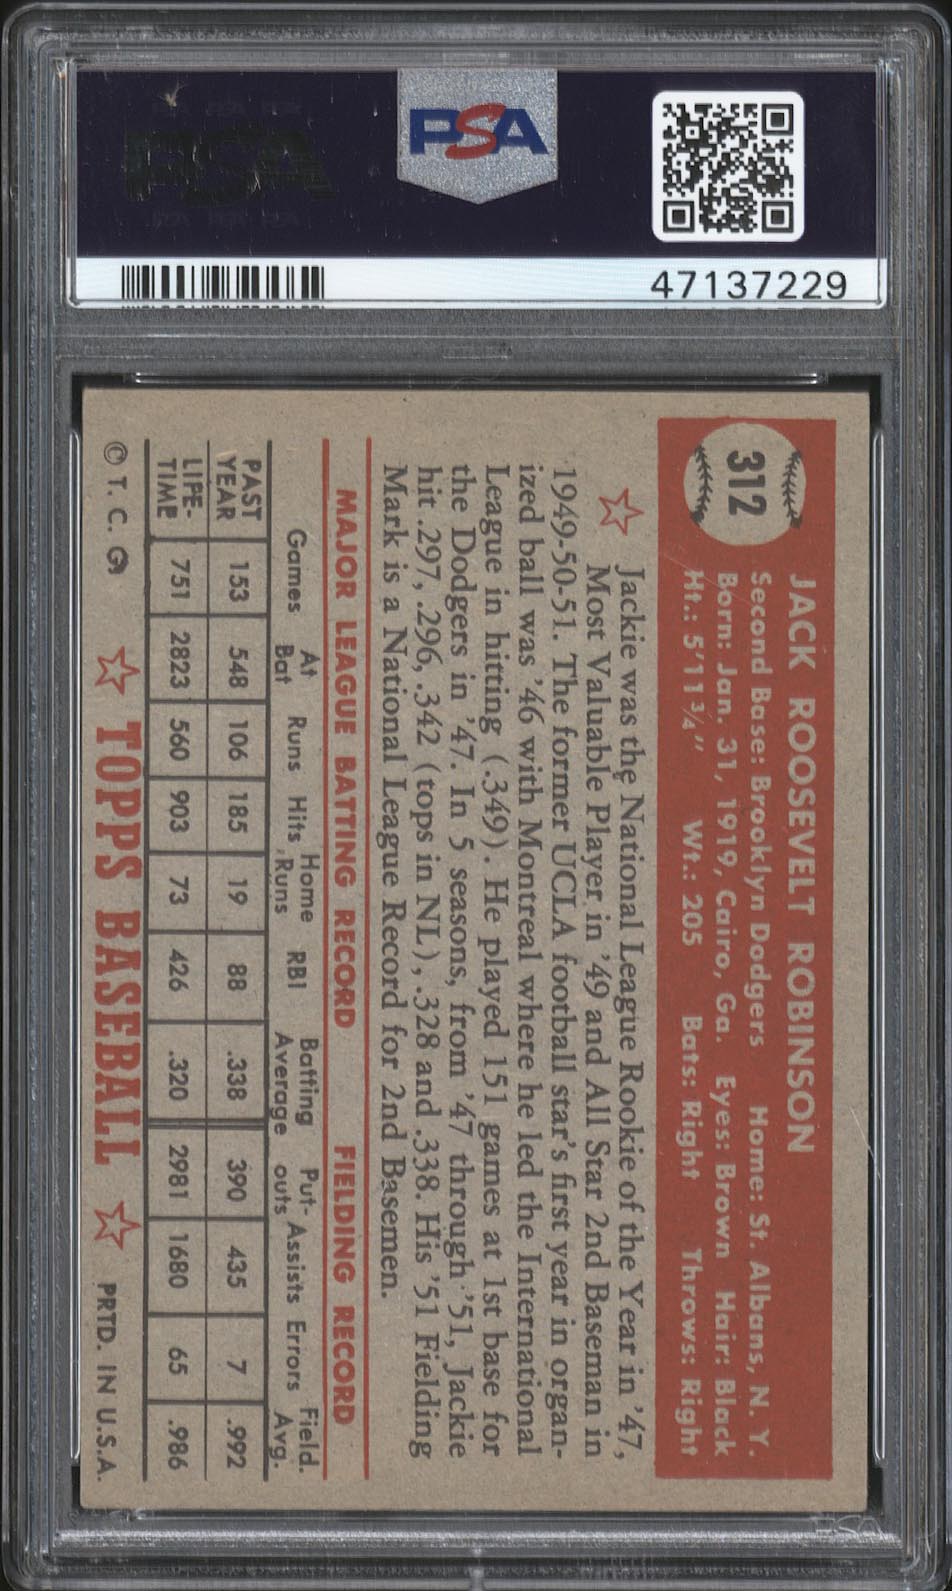 PSA
47137229
312
JACK ROOSEVELT ROBINSON
Second Base: Brooklyn Dodgers Home: St. Albans, N. Y.
Born: Jan. 31, 1919, Cairo, Ga. Eyes: Brown Hair: Black
Ht.: 5'11¾" Wt.: 205 Bats: Right Throws: Right
Jackie was the National League Rookie of the Year in '47,
Most Valuable Player in '49 and All Star 2nd Baseman in
1949-50-51. The former UCLA football star's first year in organ-
ized ball was '46 with Montreal where he led the International
League in hitting (.349). He played 151 games at 1st base for
the Dodgers in '47. In 5 seasons, from '47 through '51, Jackie
hit .297, .296, .342 (tops in NL), .328 and .338. His '51 Fielding
Mark is a National League Record for 2nd Basemen.
MAJOR LEAGUE BATTING RECORD FIELDING RECORD
Games At Bat Runs Hits Home Runs RBI Batting Average Put-outs Assists Errors Field. Avg.
PAST YEAR 153 548 106 185 19 88 .338 390 435 7 .992
LIFE-TIME 751 2823 560 903 73 426 .320 2981 1680 65 .986
© T. C. G. ☆ TOPPS BASEBALL ☆ PRTD. IN U.S.A.